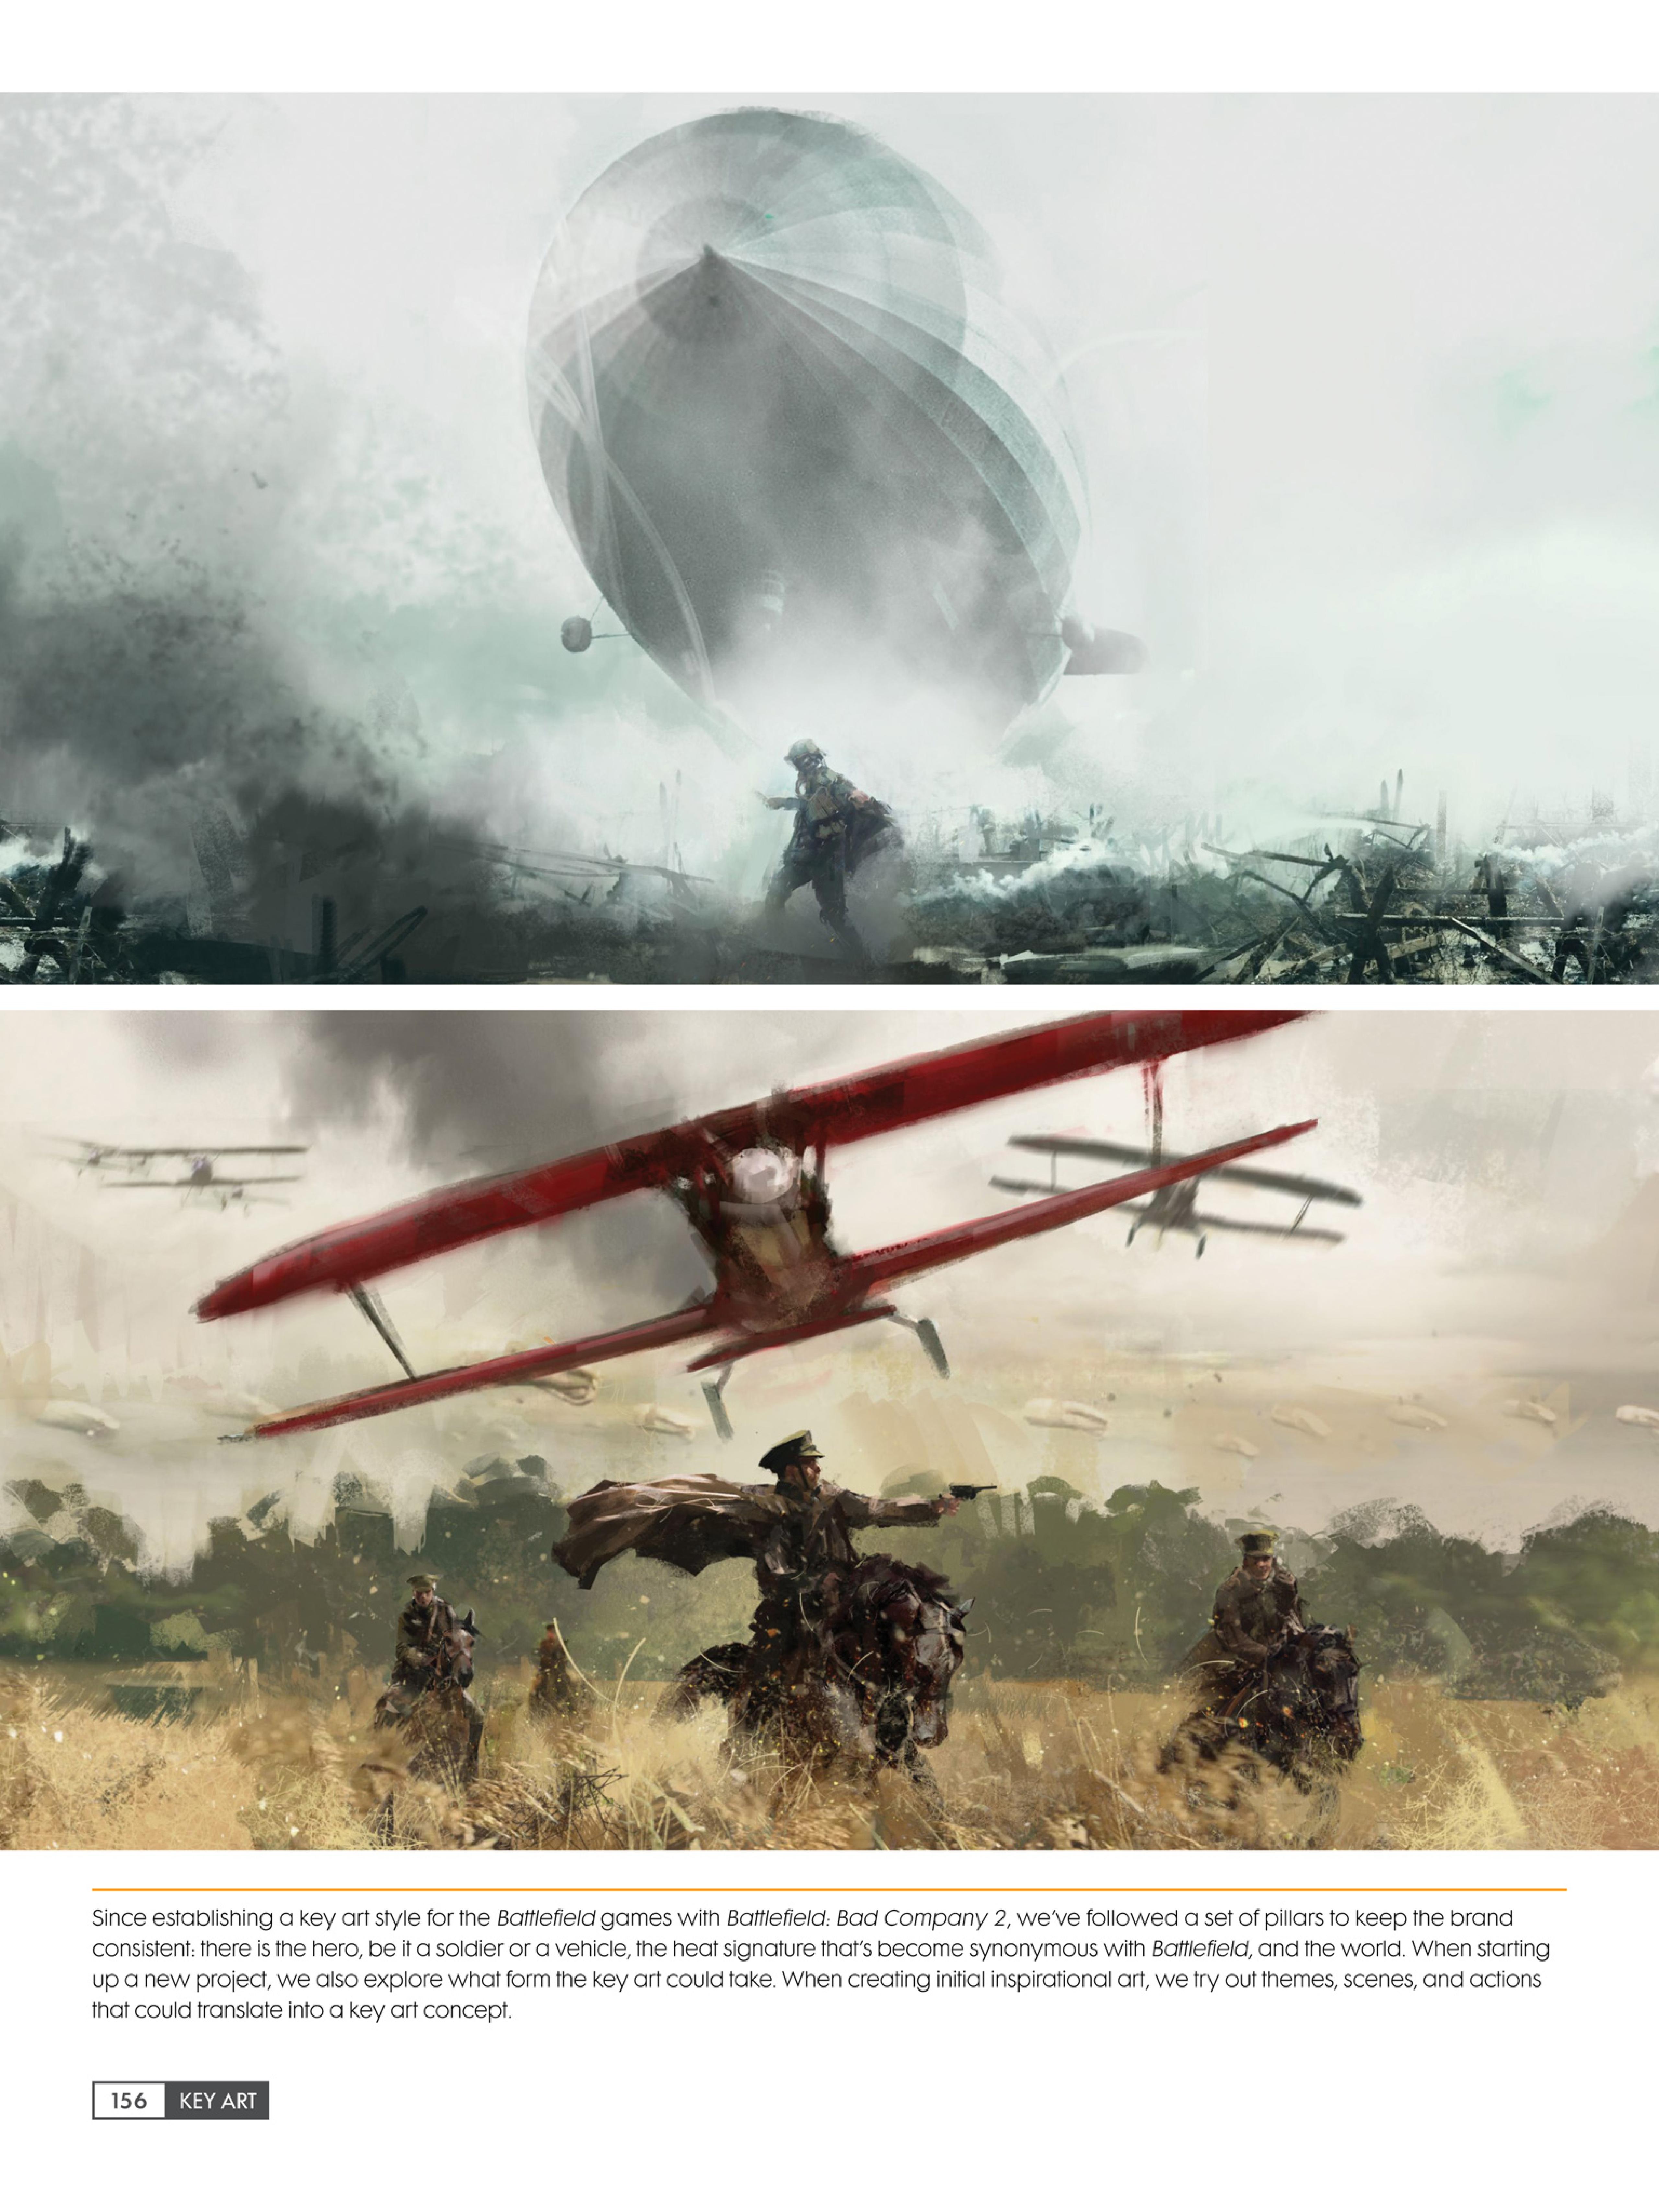 Since establishing a key art style for the Battlefield games with Battlefield: Bad Company 2, we've followed a set of pillars to keep the brand
consistent: there is the hero, be it a soldier or a vehicle, the heat signature that's become synonymous with Battlefield, and the world. When starting
up a new project, we also explore what form the key art could take. When creating initial inspirational art, we try out themes, scenes, and actions
that could translate into a key art concept.
156 KEY ART